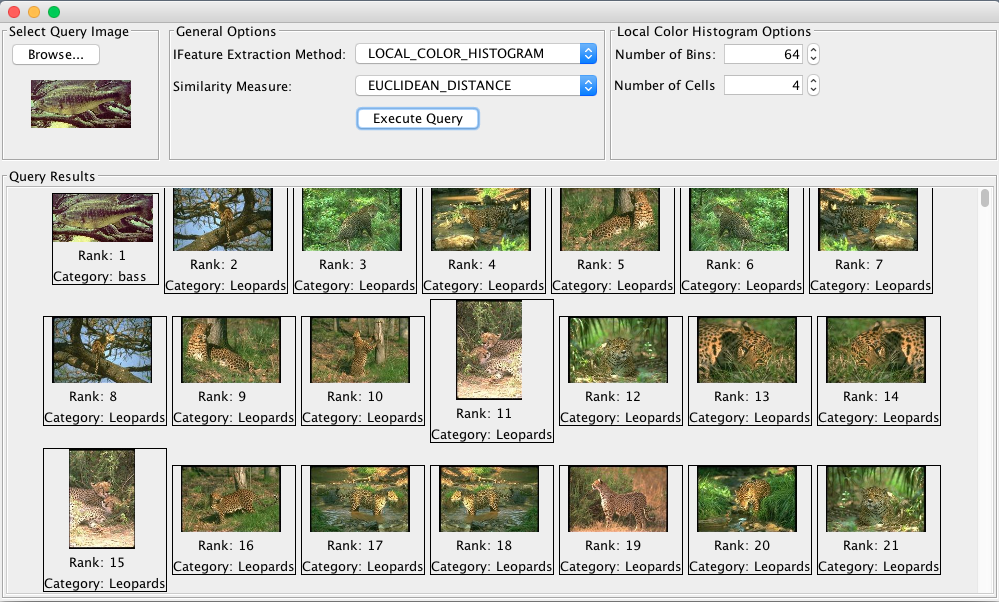 Select Query Image
General Options
Local Color Histogram Options
Browse...
IFeature Extraction Method:
LOCAL_COLOR_HISTOGRAM
Number of Bins:
64
Similarity Measure:
EUCLIDEAN_DISTANCE
Number of Cells
4
Execute Query
Query Results
Rank: 1
Category: bass
Rank: 2
Category: Leopards
Rank: 3
Category: Leopards
Rank: 4
Category: Leopards
Rank: 5
Category: Leopards
Rank: 6
Category: Leopards
Rank: 7
Category: Leopards
Rank: 8
Category: Leopards
Rank: 9
Category: Leopards
Rank: 10
Category: Leopards
Rank: 11
Category: Leopards
Rank: 12
Category: Leopards
Rank: 13
Category: Leopards
Rank: 14
Category: Leopards
Rank: 15
Category: Leopards
Rank: 16
Category: Leopards
Rank: 17
Category: Leopards
Rank: 18
Category: Leopards
Rank: 19
Category: Leopards
Rank: 20
Category: Leopards
Rank: 21
Category: Leopards